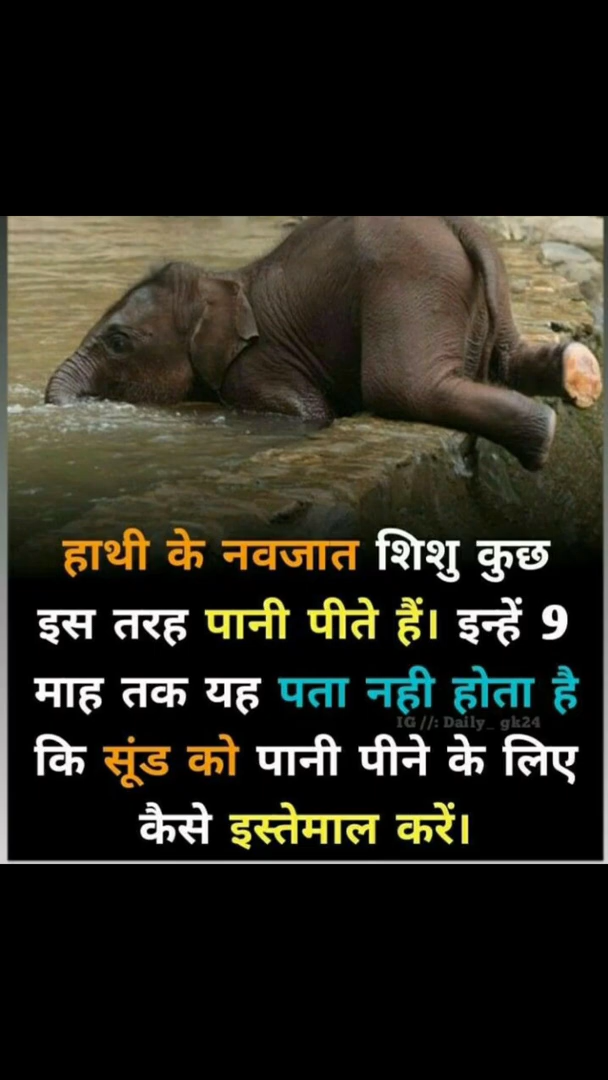 हाथी के नवजात शिशु कुछ
इस तरह पानी पीते हैं। इन्हें 9
माह तक यह पता नही होता है
IG //: Daily_ gk24
कि सूंड को पानी पीने के लिए
कैसे इस्तेमाल करें।